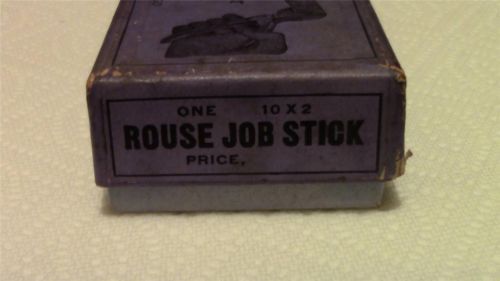 ONE 10 X 2
ROUSE JOB STICK
PRICE,